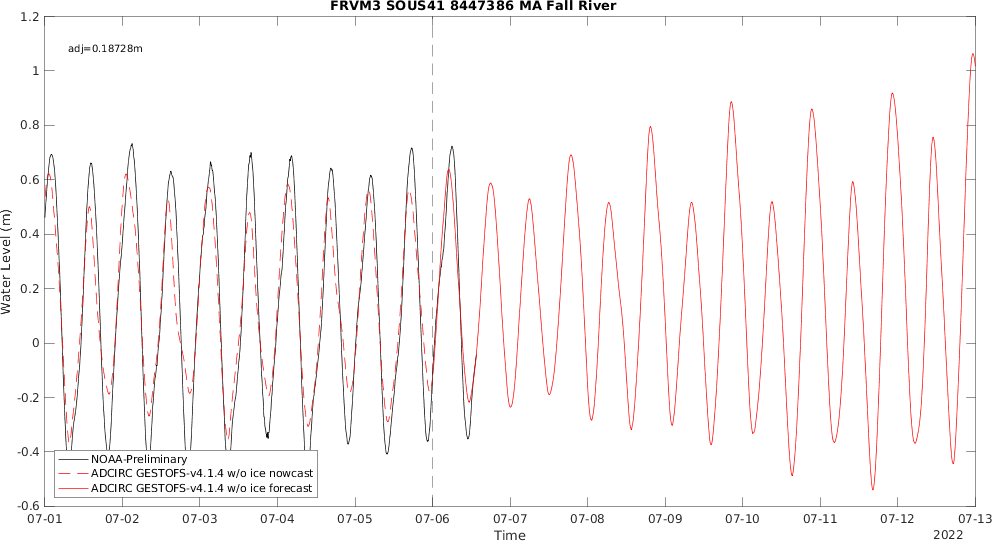 FRVM3 SOUS41 8447386 MA Fall River
adj=0.18728m
Water Level (m)
1.2
1
0.8
0.6
0.4
0.2
0
-0.2
-0.4
-0.6
NOAA-Preliminary
ADCIRC GESTOFS-v4.1.4 w/o ice nowcast
ADCIRC GESTOFS-v4.1.4 w/o ice forecast
07-01 07-02 07-03 07-04 07-05 07-06 07-07 07-08 07-09 07-10 07-11 07-12 07-13
Time
2022